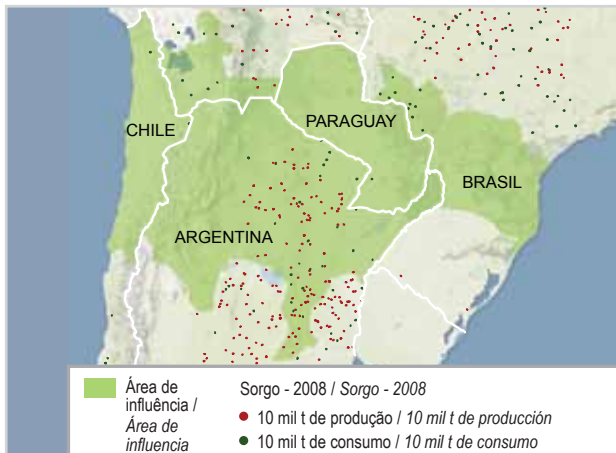 PARAGUAY
CHILE
BRASIL
ARGENTINA
Área de
influência /
Área de
influencia
Sorgo - 2008 / Sorgo - 2008
10 mil t de produção / 10 mil t de producción
10 mil t de consumo / 10 mil t de consumo